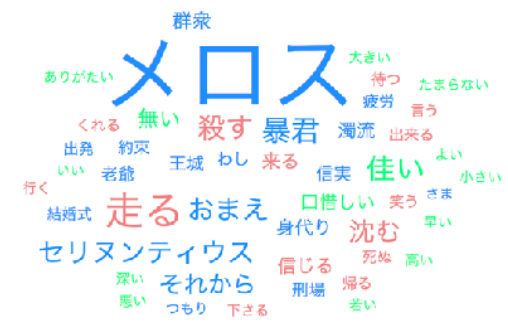 群衆
メロス
大きい
ありがたい
待つ
たまらない
疲労
言う
くれる
無い
殺す
暴君
濁流
出来る
出発
約束
王城
わし
来る
信実
佳い
よい
いい
老爺
小さい
行く
結婚式
走る
おまえ
口惜しい
笑う
さま
身代り
沈む
早い
セリヌンティウス
信じる
死ぬ
高い
深い
それから
刑場
帰る
悪い
つもり
下さる
若い